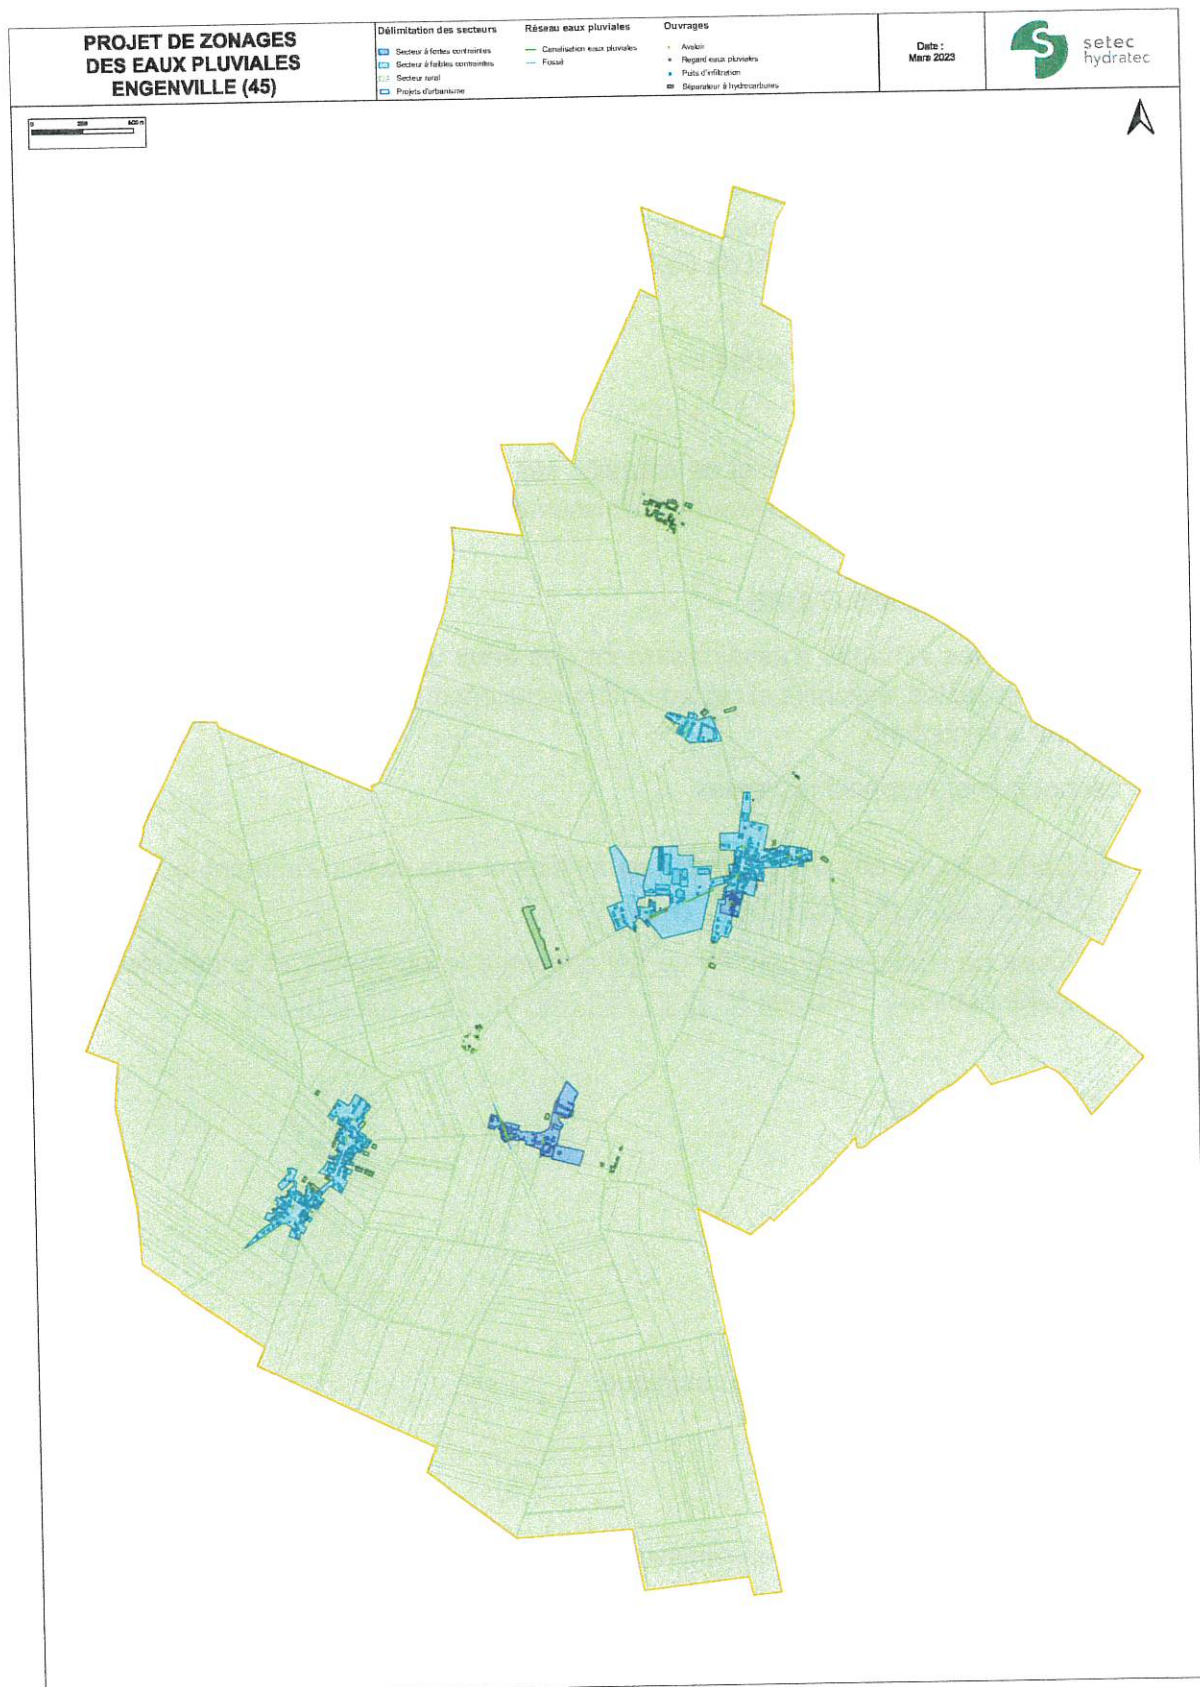 PROJET DE ZONAGES
DES EAUX PLUVIALES
ENGENVILLE (45)
Délimitation des secteurs
Secteur à fortes contraintes
Secteur à faibles contraintes
Secteur rural
Projets d'urbanisme
Réseau eaux pluviales
Canalisation eaux pluviales
Fossé
Ouvrages
Avaloir
Regard eaux pluviales
Puits d'infiltration
Séparateur à hydrocarbures
Date :
Mars 2023
setec
hydratec
0